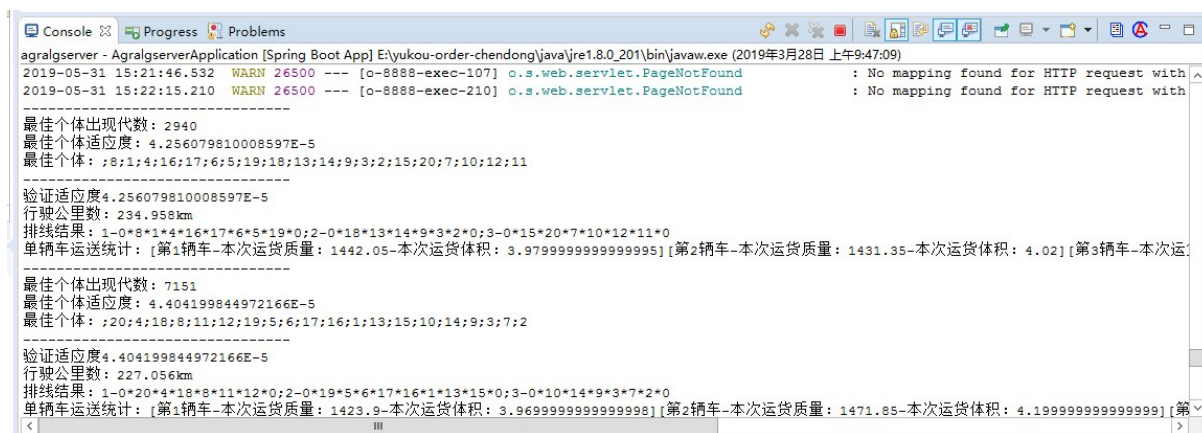 Console Progress Problems
agralgserver - AgralgserverApplication [Spring Boot App] E:\yukou-order-chendong\java\jre1.8.0_201\bin\javaw.exe (2019年3月28日 上午9:47:09)
2019-05-31 15:21:46.532 WARN 26500 --- [o-8888-exec-107] o.s.web.servlet.PageNotFound : No mapping found for HTTP request with
2019-05-31 15:22:15.210 WARN 26500 --- [o-8888-exec-210] o.s.web.servlet.PageNotFound : No mapping found for HTTP request with
--------------------------------
最佳个体出现代数：2940
最佳个体适应度：4.256079810008597E-5
最佳个体：;8;1;4;16;17;6;5;19;18;13;14;9;3;2;15;20;7;10;12;11
--------------------------------
验证适应度4.256079810008597E-5
行驶公里数：234.958km
排线结果：1-0*8*1*4*16*17*6*5*19*0;2-0*18*13*14*9*3*2*0;3-0*15*20*7*10*12*11*0
单辆车运送统计：[第1辆车-本次运货质量：1442.05-本次运货体积：3.9799999999999995][第2辆车-本次运货质量：1431.35-本次运货体积：4.02][第3辆车-本次运
--------------------------------
最佳个体出现代数：7151
最佳个体适应度：4.404199844972166E-5
最佳个体：;20;4;18;8;11;12;19;5;6;17;16;1;13;15;10;14;9;3;7;2
--------------------------------
验证适应度4.404199844972166E-5
行驶公里数：227.056km
排线结果：1-0*20*4*18*8*11*12*0;2-0*19*5*6*17*16*1*13*15*0;3-0*10*14*9*3*7*2*0
单辆车运送统计：[第1辆车-本次运货质量：1423.9-本次运货体积：3.9699999999999998][第2辆车-本次运货质量：1471.85-本次运货体积：4.199999999999999][第